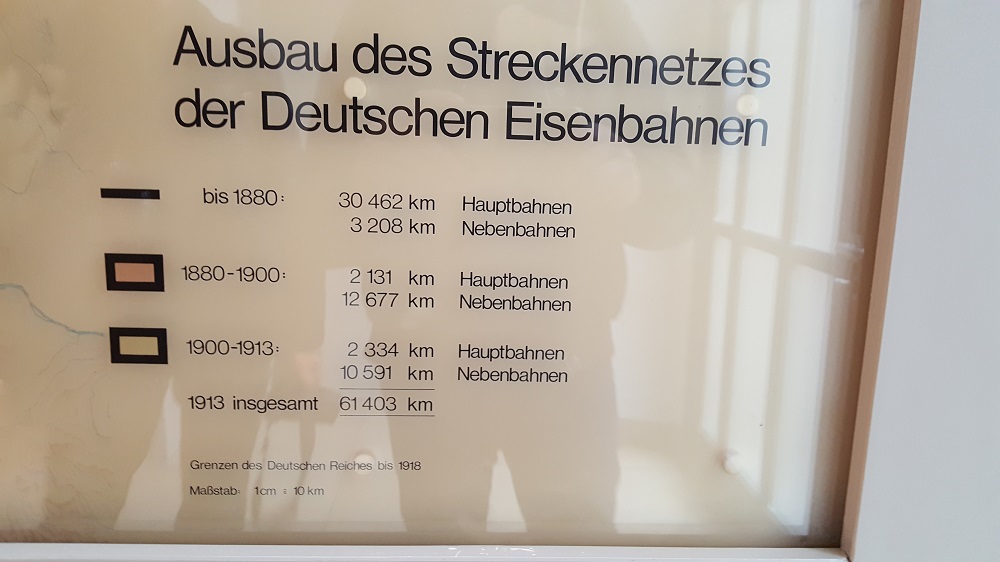 Ausbau des Streckennetzes
der Deutschen Eisenbahnen
bis 1880: 30 462 km Hauptbahnen
3 208 km Nebenbahnen
1880-1900: 2 131 km Hauptbahnen
12 677 km Nebenbahnen
1900-1913: 2 334 km Hauptbahnen
10 591 km Nebenbahnen
1913 insgesamt 61 403 km
Grenzen des Deutschen Reiches bis 1918
Maßstab: 1cm = 10 km